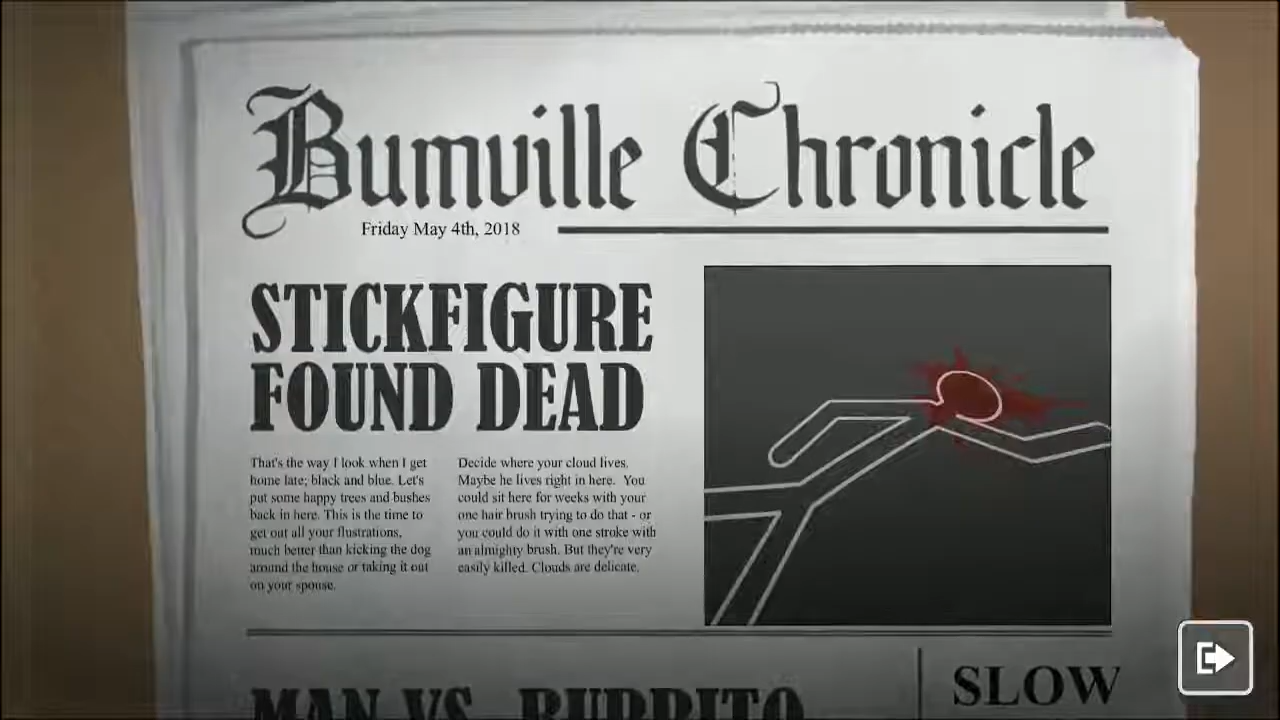 Bumville Chronicle
Friday May 4th, 2018
STICKFIGURE
FOUND DEAD
That's the way I look when I get
home late; black and blue. Let's
put some happy trees and bushes
back in here. This is the time to
get out all your flustrations,
much better than kicking the dog
around the house or taking it out
on your spouse.
Decide where your cloud lives.
Maybe he lives right in here. You
could sit here for weeks with your
one hair brush trying to do that - or
you could do it with one stroke with
an almighty brush. But they're very
easily killed. Clouds are delicate.
MAN VS. BURRITO
SLOW